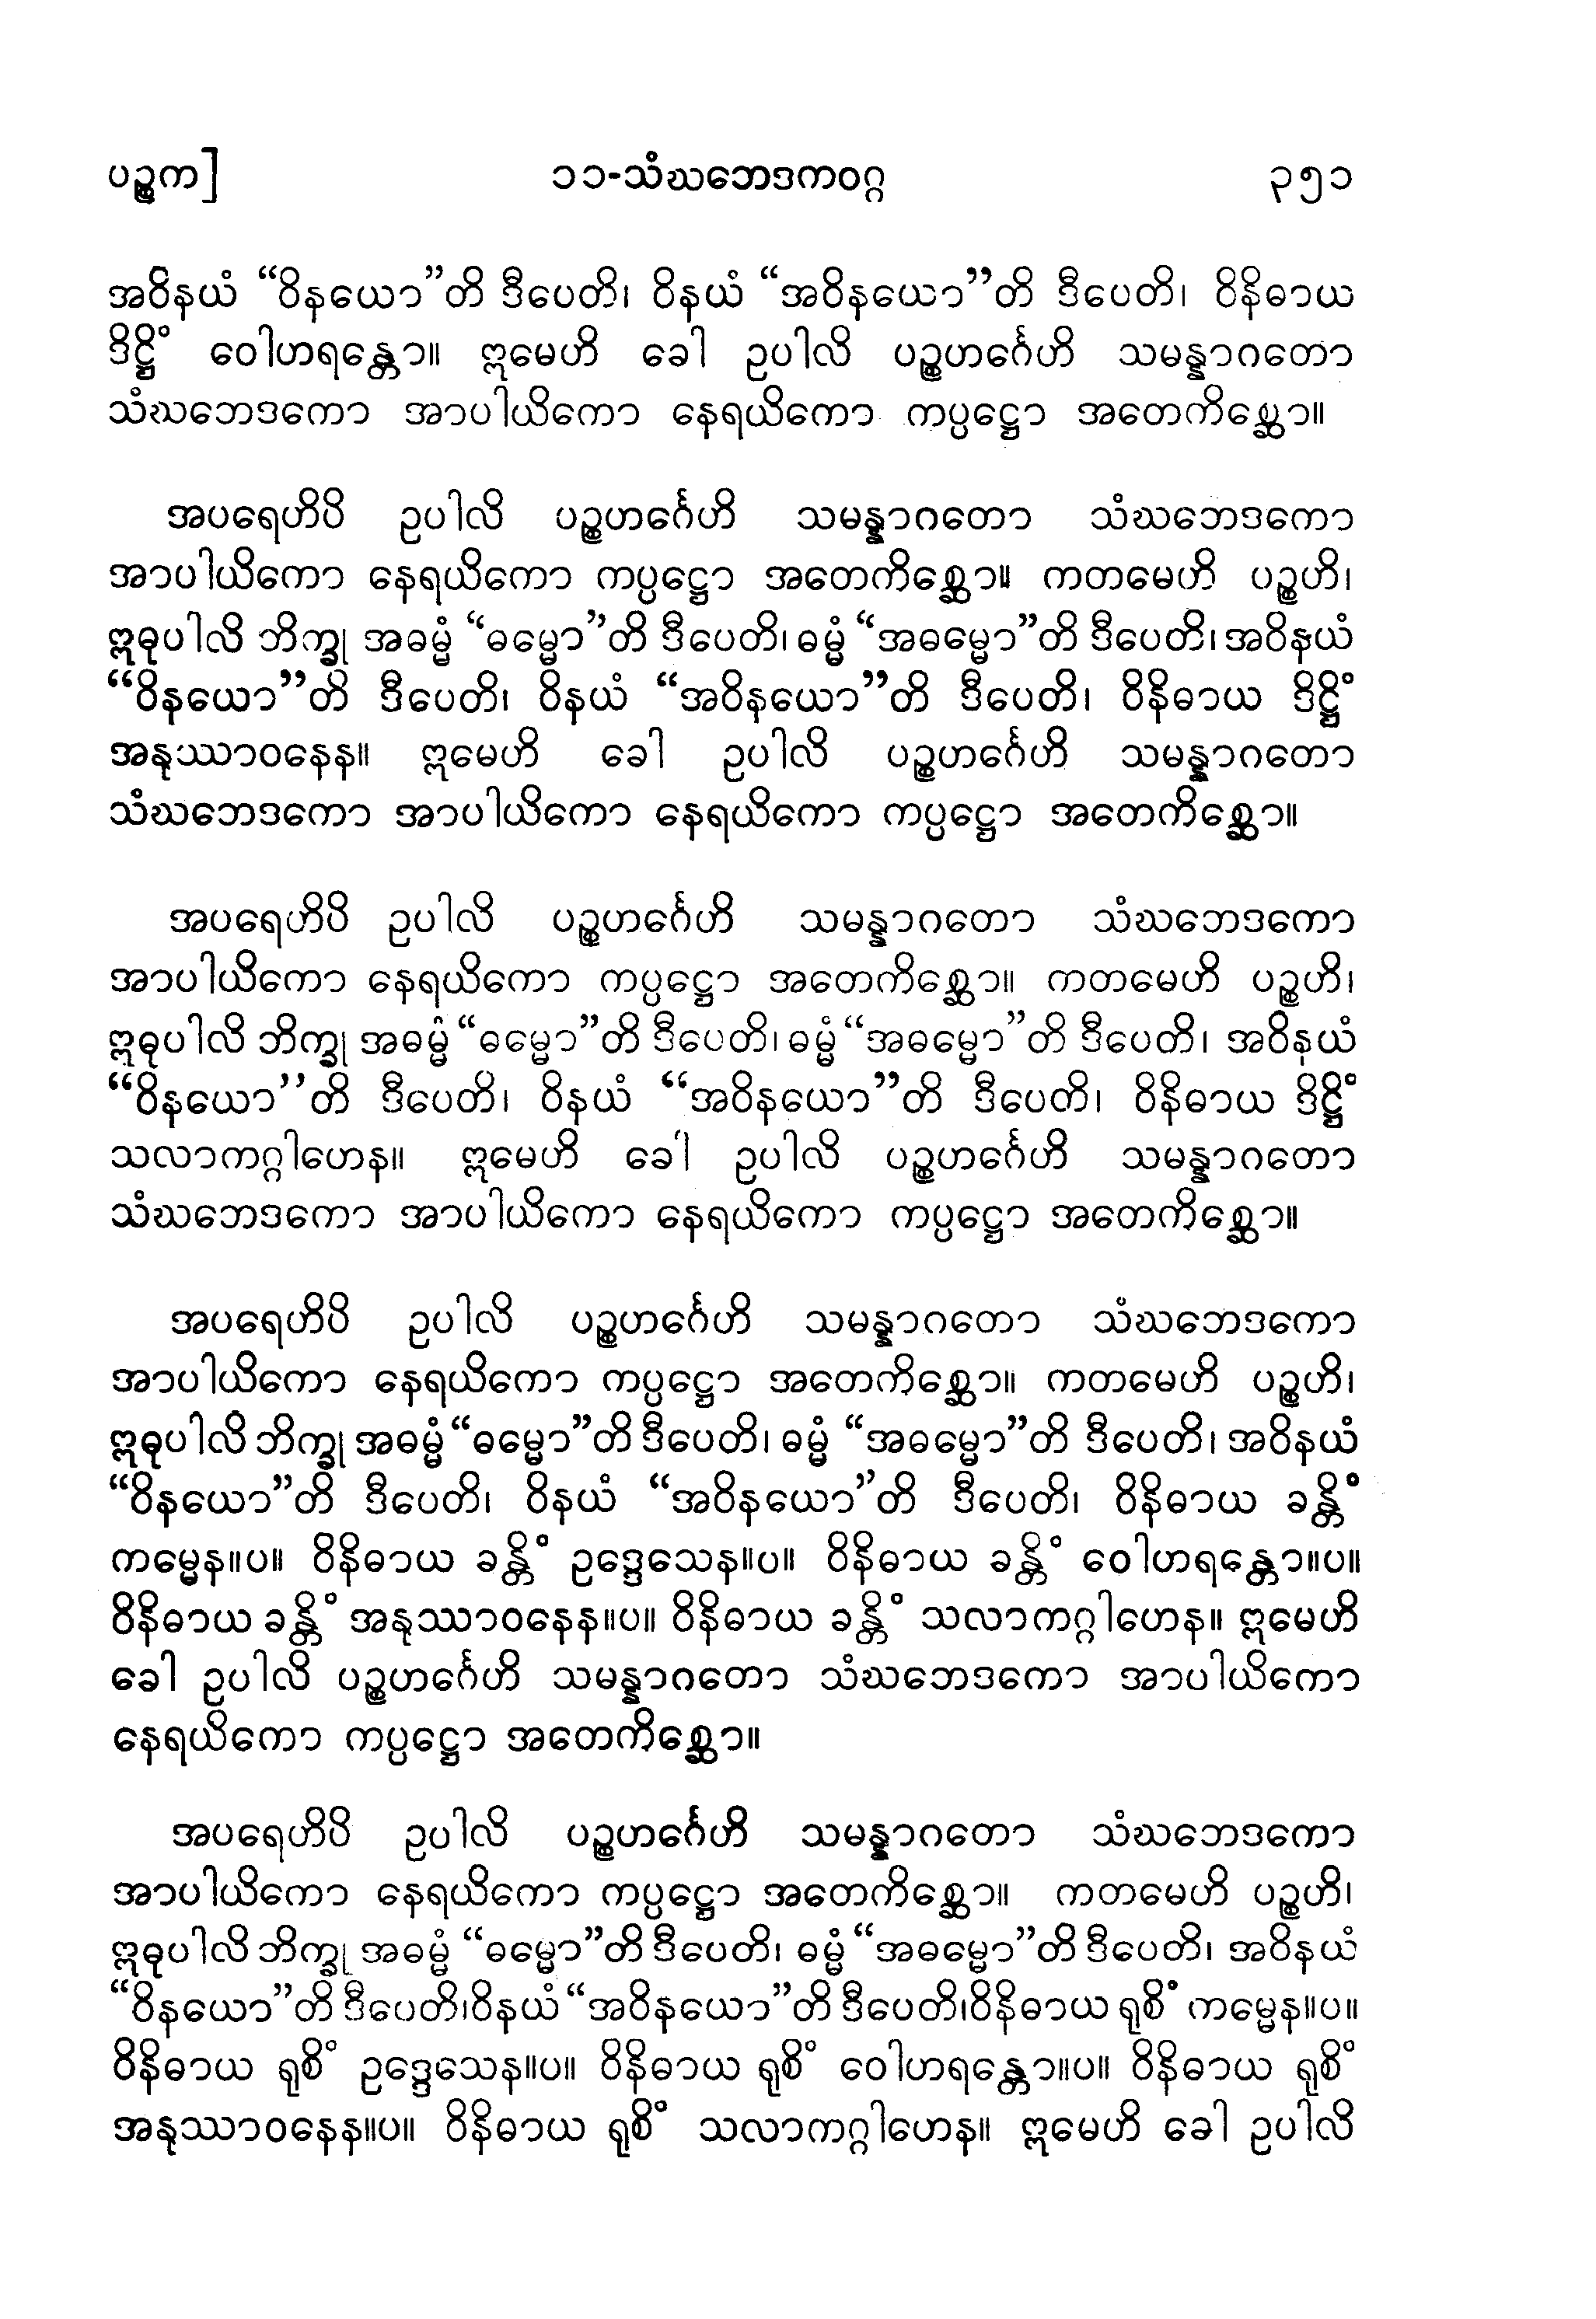 ပဉ္စက]
၁၁-သံဃဘေဒကဝဂ္ဂ
၃၅၁
အဝိနယံ “ဝိနယော”တိ ဒီပေတိ၊ ဝိနယံ “အဝိနယော”တိ ဒီပေတိ၊ ဝိနိဓာယ
ဒိဋ္ဌိံ ဝေါဟရန္တော။ ဣမေဟိ ခေါ ဥပါလိ ပဉ္စဟင်္ဂေဟိ သမန္နာဂတော
သံဃဘေဒကော အာပါယိကော နေရယိကော ကပ္ပဋ္ဌော အတေကိစ္ဆော။
အပရေဟိပိ ဥပါလိ ပဉ္စဟင်္ဂေဟိ သမန္နာဂတော သံဃဘေဒကော
အာပါယိကော နေရယိကော ကပ္ပဋ္ဌော အတေကိစ္ဆော။ ကတမေဟိ ပဉ္စဟိ၊
ဣဓုပါလိ ဘိက္ခု အဓမ္မံ “ဓမ္မော”တိ ဒီပေတိ၊ ဓမ္မံ “အဓမ္မော”တိ ဒီပေတိ၊ အဝိနယံ
“ဝိနယော”တိ ဒီပေတိ၊ ဝိနယံ “အဝိနယော”တိ ဒီပေတိ၊ ဝိနိဓာယ ဒိဋ္ဌိံ
အနုဿာဝနေန။ ဣမေဟိ ခေါ ဥပါလိ ပဉ္စဟင်္ဂေဟိ သမန္နာဂတော
သံဃဘေဒကော အာပါယိကော နေရယိကော ကပ္ပဋ္ဌော အတေကိစ္ဆော။
အပရေဟိပိ ဥပါလိ ပဉ္စဟင်္ဂေဟိ သမန္နာဂတော သံဃဘေဒကော
အာပါယိကော နေရယိကော ကပ္ပဋ္ဌော အတေကိစ္ဆော။ ကတမေဟိ ပဉ္စဟိ၊
ဣဓုပါလိ ဘိက္ခု အဓမ္မံ “ဓမ္မော”တိ ဒီပေတိ၊ ဓမ္မံ “အဓမ္မော”တိ ဒီပေတိ၊ အဝိနယံ
“ဝိနယော’’တိ ဒီပေတိ၊ ဝိနယံ “အဝိနယော”တိ ဒီပေတိ၊ ဝိနိဓာယ ဒိဋ္ဌိံ
သလာကဂ္ဂါဟေန။ ဣမေဟိ ခေါ ဥပါလိ ပဉ္စဟင်္ဂေဟိ သမန္နာဂတော
သံဃဘေဒကော အာပါယိကော နေရယိကော ကပ္ပဋ္ဌော အတေကိစ္ဆော။
အပရေဟိပိ ဥပါလိ ပဉ္စဟင်္ဂေဟိ သမန္နာဂတော သံဃဘေဒကော
အာပါယိကော နေရယိကော ကပ္ပဋ္ဌော အတေကိစ္ဆော။ ကတမေဟိ ပဉ္စဟိ၊
ဣဓုပါလိ ဘိက္ခု အဓမ္မံ “ဓမ္မော”တိ ဒီပေတိ၊ ဓမ္မံ “အဓမ္မော”တိ ဒီပေတိ၊ အဝိနယံ
“ဝိနယော”တိ ဒီပေတိ၊ ဝိနယံ “အဝိနယော”တိ ဒီပေတိ၊ ဝိနိဓာယ ခန္တိံ
ကမ္မေန။ပ။ ဝိနိဓာယ ခန္တိံ ဥဒ္ဒေသေန။ပ။ ဝိနိဓာယ ခန္တိံ ဝေါဟရန္တော။ပ။
ဝိနိဓာယ ခန္တိံ အနုဿာဝနေန။ပ။ ဝိနိဓာယ ခန္တိံ သလာကဂ္ဂါဟေန။ ဣမေဟိ
ခေါ ဥပါလိ ပဉ္စဟင်္ဂေဟိ သမန္နာဂတော သံဃဘေဒကော အာပါယိကော
နေရယိကော ကပ္ပဋ္ဌော အတေကိစ္ဆော။
အပရေဟိပိ ဥပါလိ ပဉ္စဟင်္ဂေဟိ သမန္နာဂတော သံဃဘေဒကော
အာပါယိကော နေရယိကော ကပ္ပဋ္ဌော အတေကိစ္ဆော။ ကတမေဟိ ပဉ္စဟိ၊
ဣဓုပါလိ ဘိက္ခု အဓမ္မံ “ဓမ္မော”တိ ဒီပေတိ၊ ဓမ္မံ “အဓမ္မော”တိ ဒီပေတိ၊ အဝိနယံ
“ဝိနယော”တိ ဒီပေတိ၊ဝိနယံ “အဝိနယော”တိ ဒီပေတိ၊ဝိနိဓာယ ရုစိံ ကမ္မေန။ပ။
ဝိနိဓာယ ရုစိံ ဥဒ္ဒေသေန။ပ။ ဝိနိဓာယ ရုစိံ ဝေါဟရန္တော။ပ။ ဝိနိဓာယ ရုစိံ
အနုဿာဝနေန။ပ။ ဝိနိဓာယ ရုစိံ သလာကဂ္ဂါဟေန။ ဣမေဟိ ခေါ ဥပါလိ